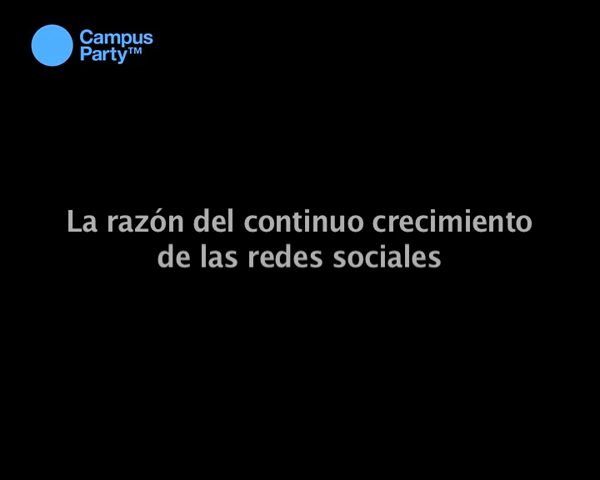 Campus
Party™
La razón del continuo crecimiento
de las redes sociales